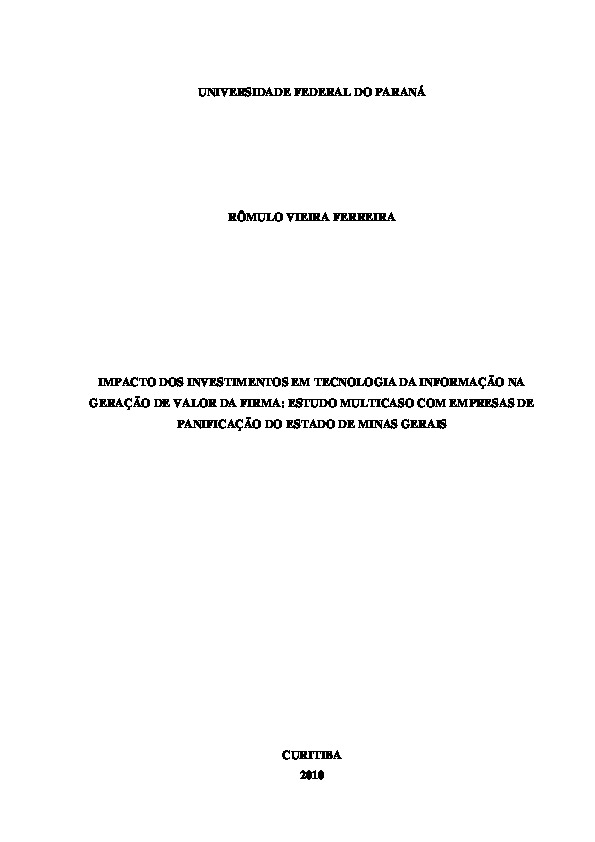 UNIVERSIDADE FEDERAL DO PARANÁ
RÔMULO VIEIRA FERREIRA
IMPACTO DOS INVESTIMENTOS EM TECNOLOGIA DA INFORMAÇÃO NA
GERAÇÃO DE VALOR DA FIRMA: ESTUDO MULTICASO COM EMPRESAS DE
PANIFICAÇÃO DO ESTADO DE MINAS GERAIS
CURITIBA
2010